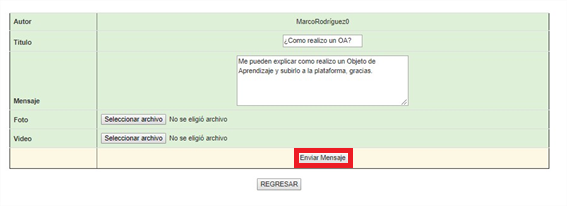 Autor MarcoRodríguez0
Título ¿Como realizo un OA?
Me pueden explicar como realizo un Objeto de
Aprendizaje y subirlo a la plataforma, gracias.
Mensaje
Foto Seleccionar archivo No se eligió archivo
Video Seleccionar archivo No se eligió archivo
Enviar Mensaje
REGRESAR